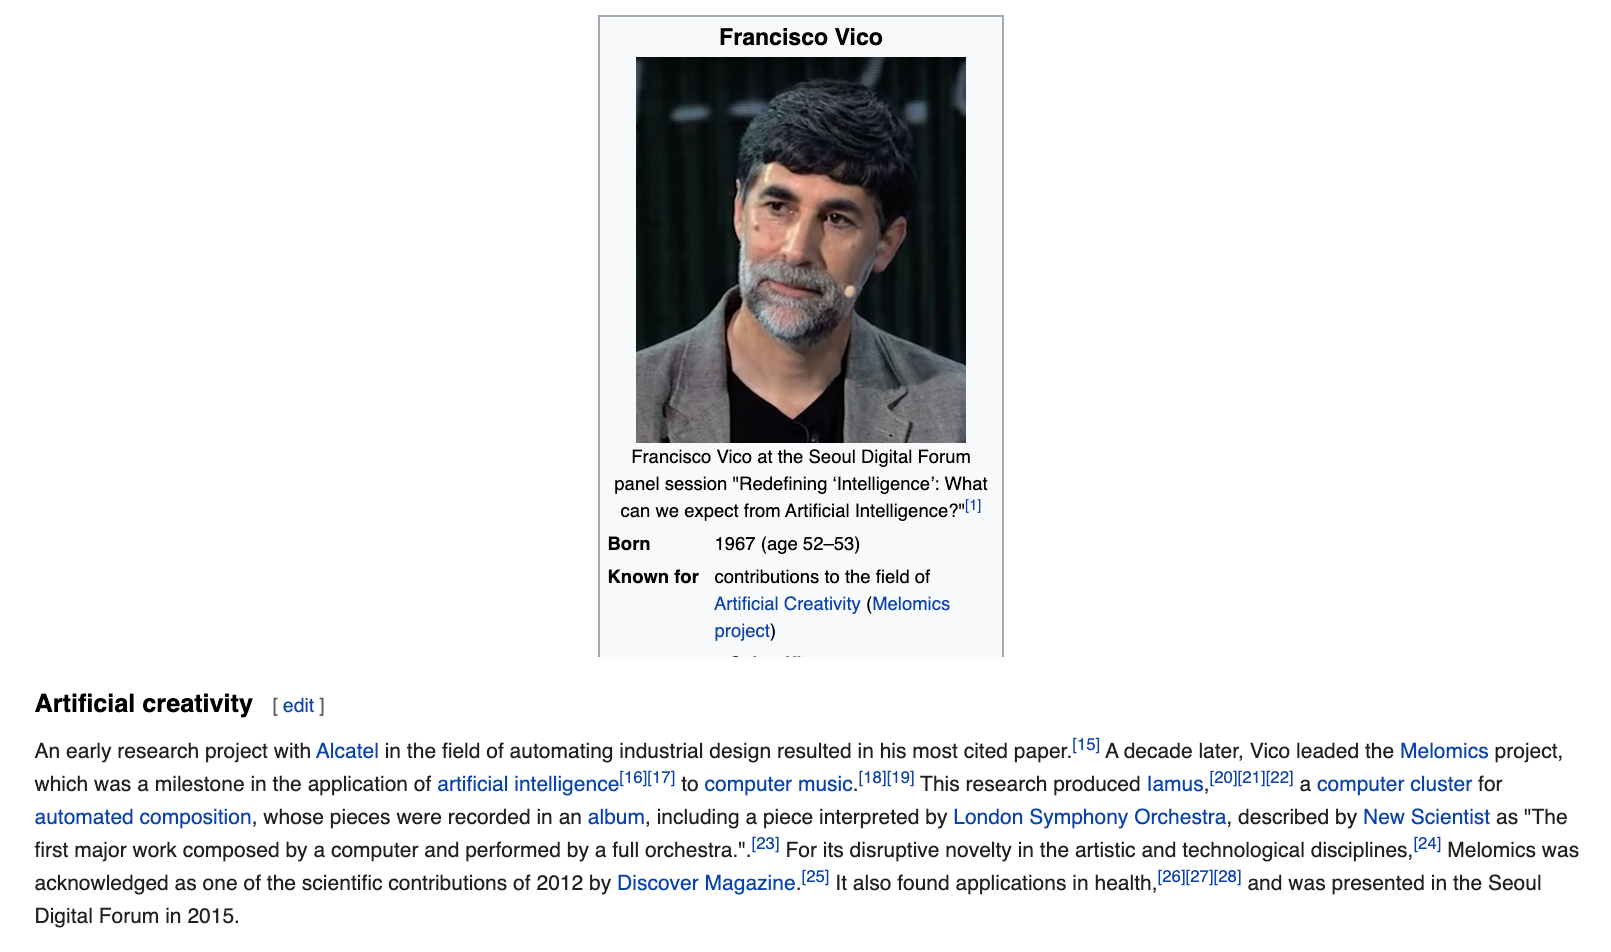 Francisco Vico
Francisco Vico at the Seoul Digital Forum
panel session "Redefining ‘Intelligence’: What
can we expect from Artificial Intelligence?"[1]
Born 1967 (age 52–53)
Known for contributions to the field of
Artificial Creativity (Melomics
project)
Artificial creativity [ edit ]
An early research project with Alcatel in the field of automating industrial design resulted in his most cited paper.[15] A decade later, Vico leaded the Melomics project,
which was a milestone in the application of artificial intelligence[16][17] to computer music.[18][19] This research produced Iamus,[20][21][22] a computer cluster for
automated composition, whose pieces were recorded in an album, including a piece interpreted by London Symphony Orchestra, described by New Scientist as "The
first major work composed by a computer and performed by a full orchestra.".[23] For its disruptive novelty in the artistic and technological disciplines,[24] Melomics was
acknowledged as one of the scientific contributions of 2012 by Discover Magazine.[25] It also found applications in health,[26][27][28] and was presented in the Seoul
Digital Forum in 2015.